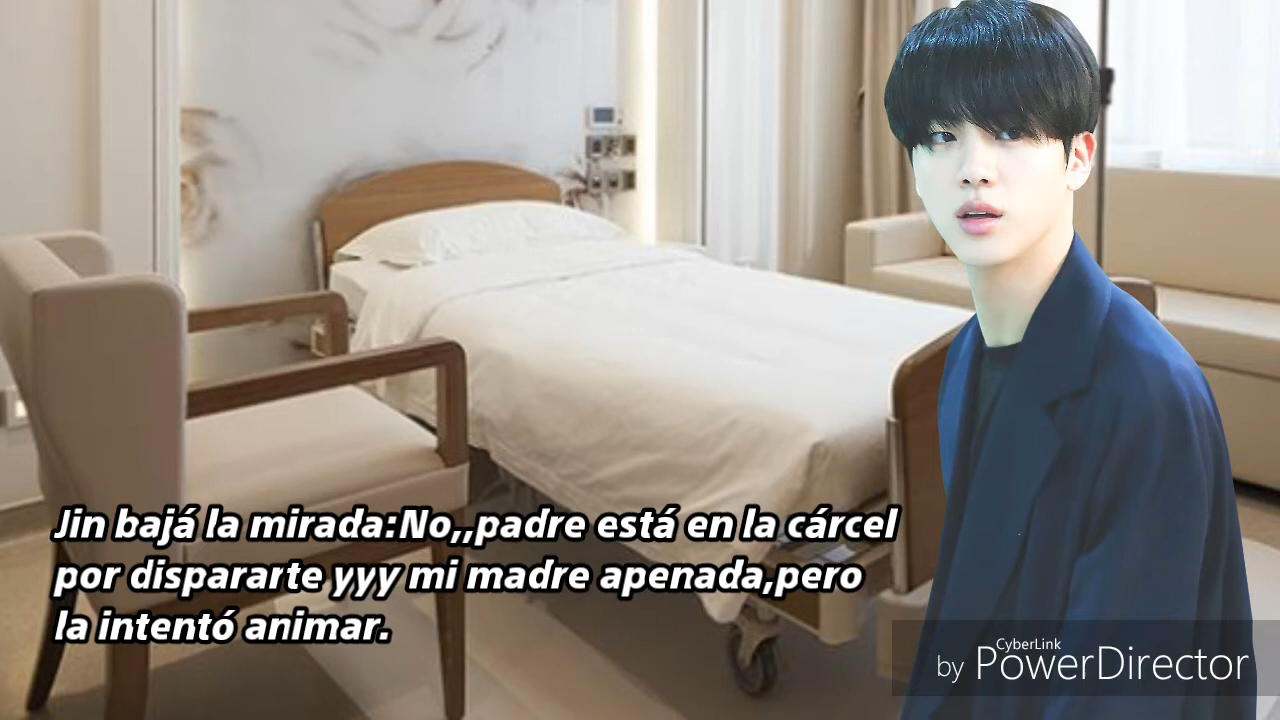 Jin bajá la mirada:No,,padre está en la cárcel
por dispararte yyy mi madre apenada,pero
la intentó animar.
CyberLink
by PowerDirector